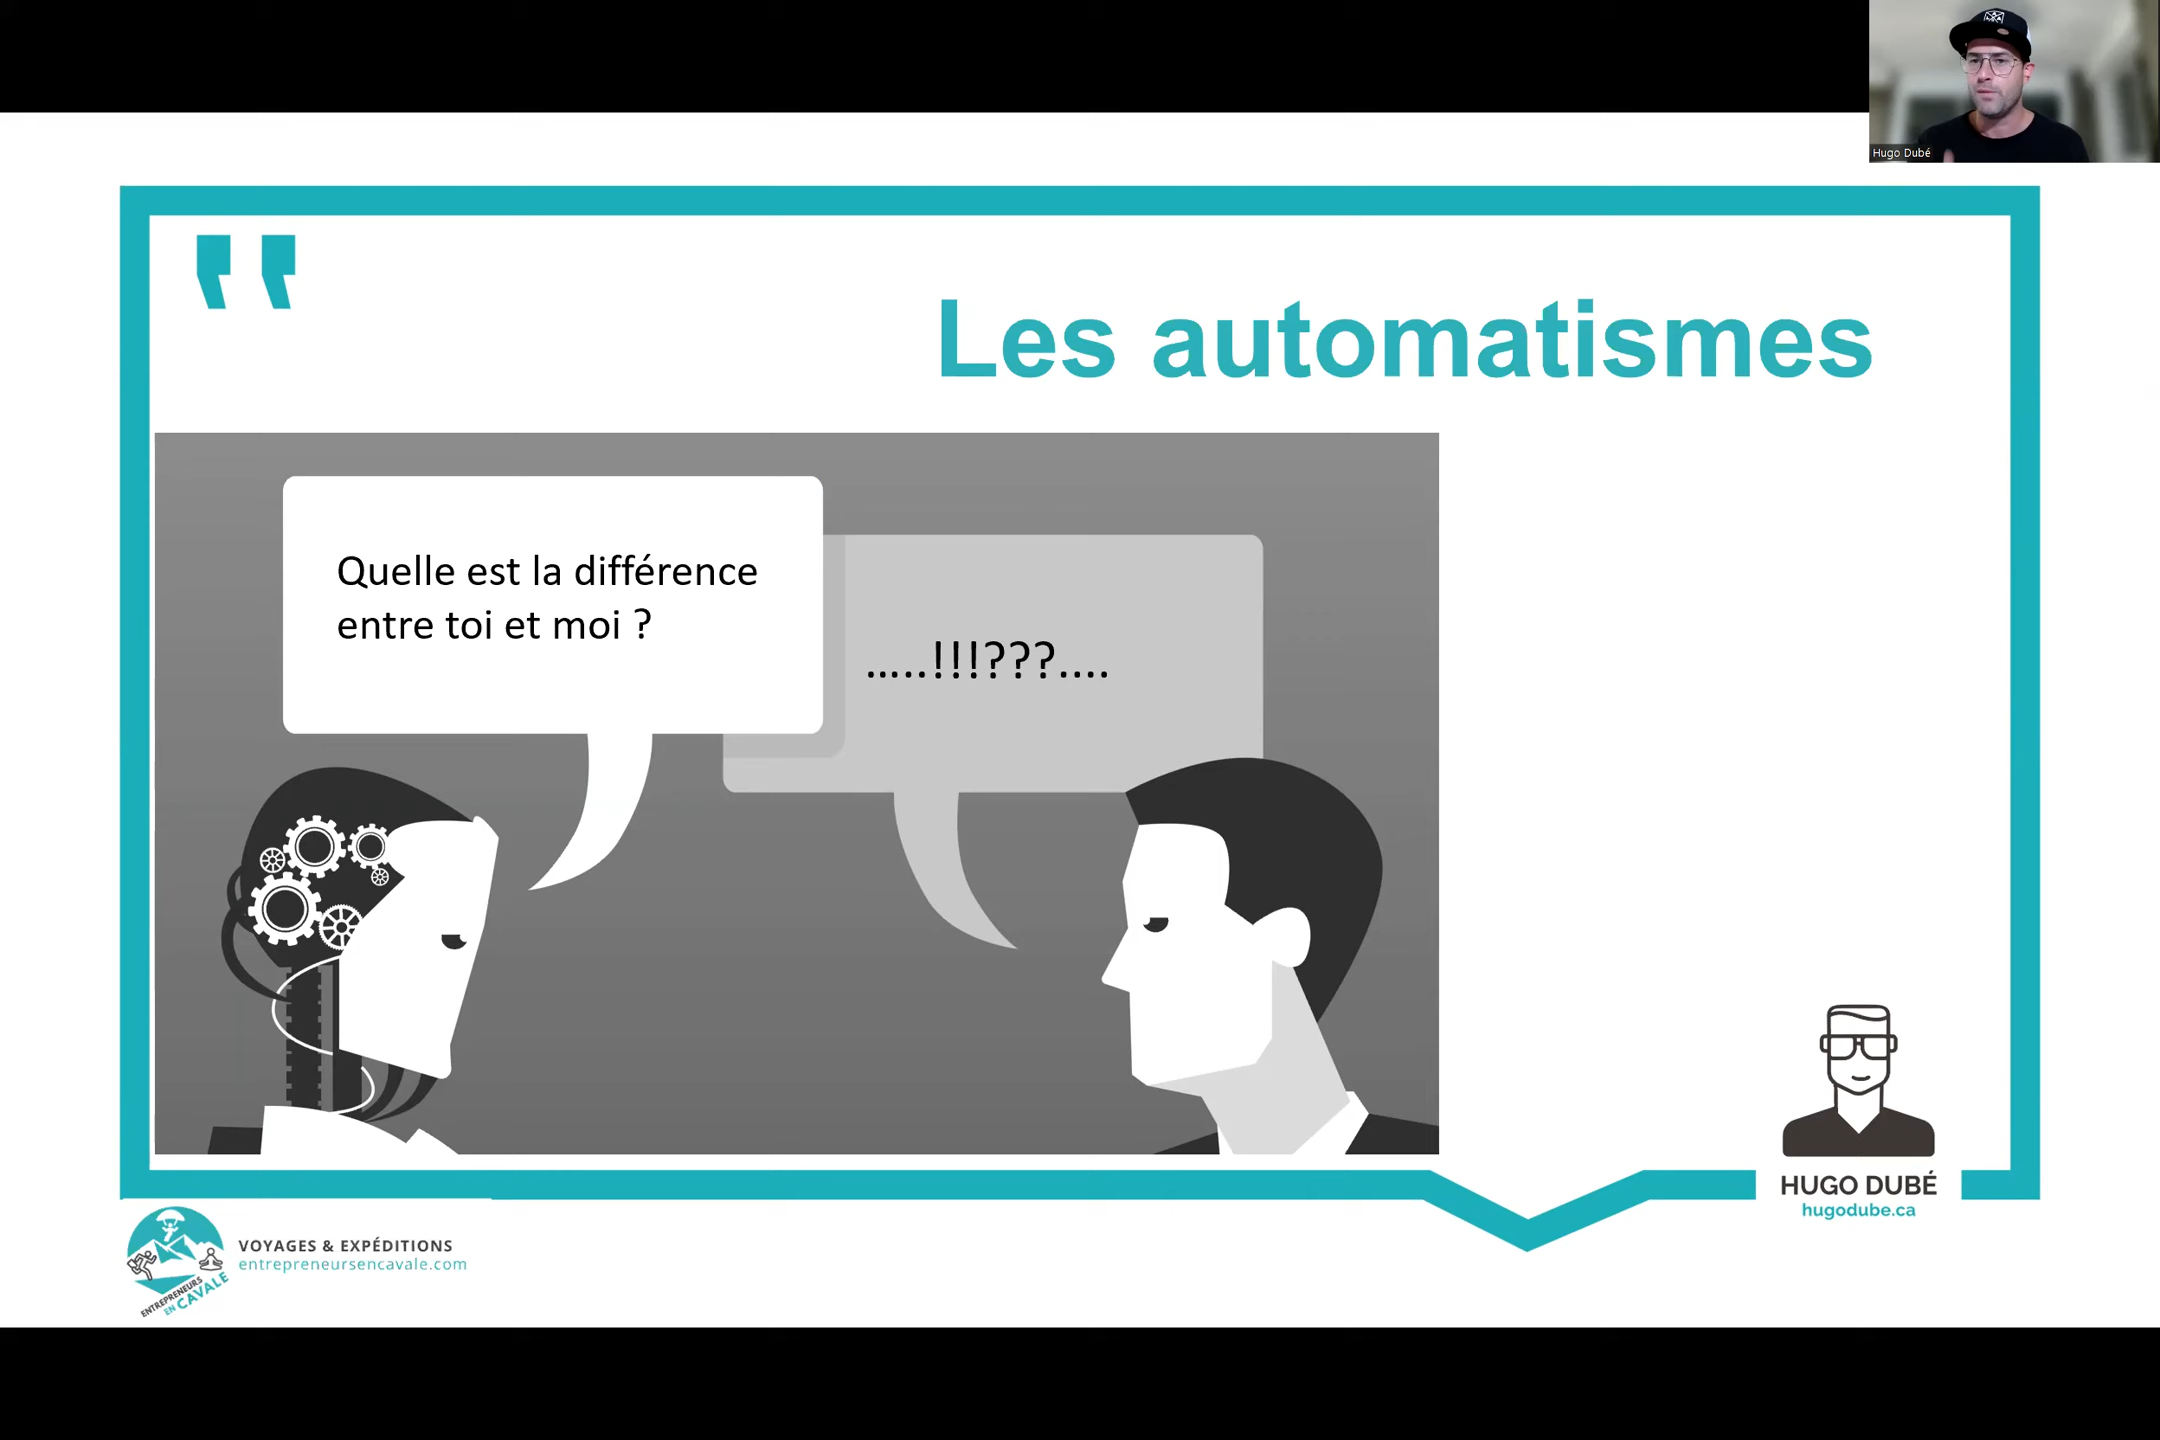 Hugo Dubé
Les automatismes
Quelle est la différence
entre toi et moi ?
.....!!!???....
HUGO DUBÉ
hugodube.ca
VOYAGES & EXPÉDITIONS
entrepreneursencavale.com
ENTREPRENEURS
EN CAVALE